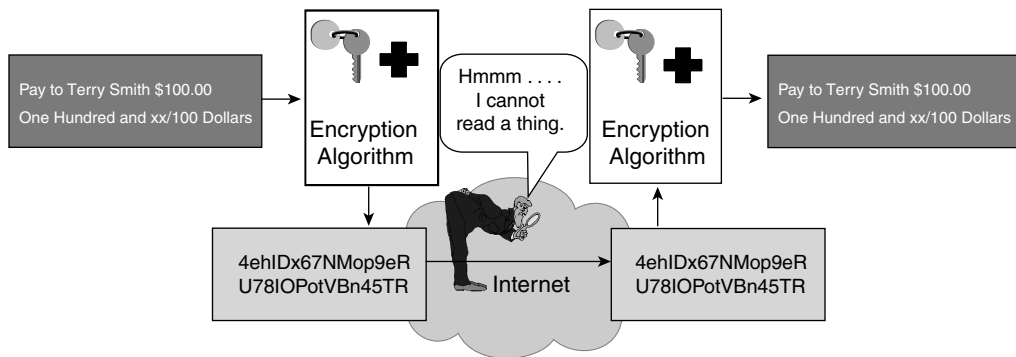 Pay to Terry Smith $100.00
One Hundred and xx/100 Dollars
Encryption
Algorithm
Hmmm . . . .
I cannot
read a thing.
Encryption
Algorithm
Pay to Terry Smith $100.00
One Hundred and xx/100 Dollars
4ehIDx67NMop9eR
U78IOPotVBn45TR
Internet
4ehIDx67NMop9eR
U78IOPotVBn45TR